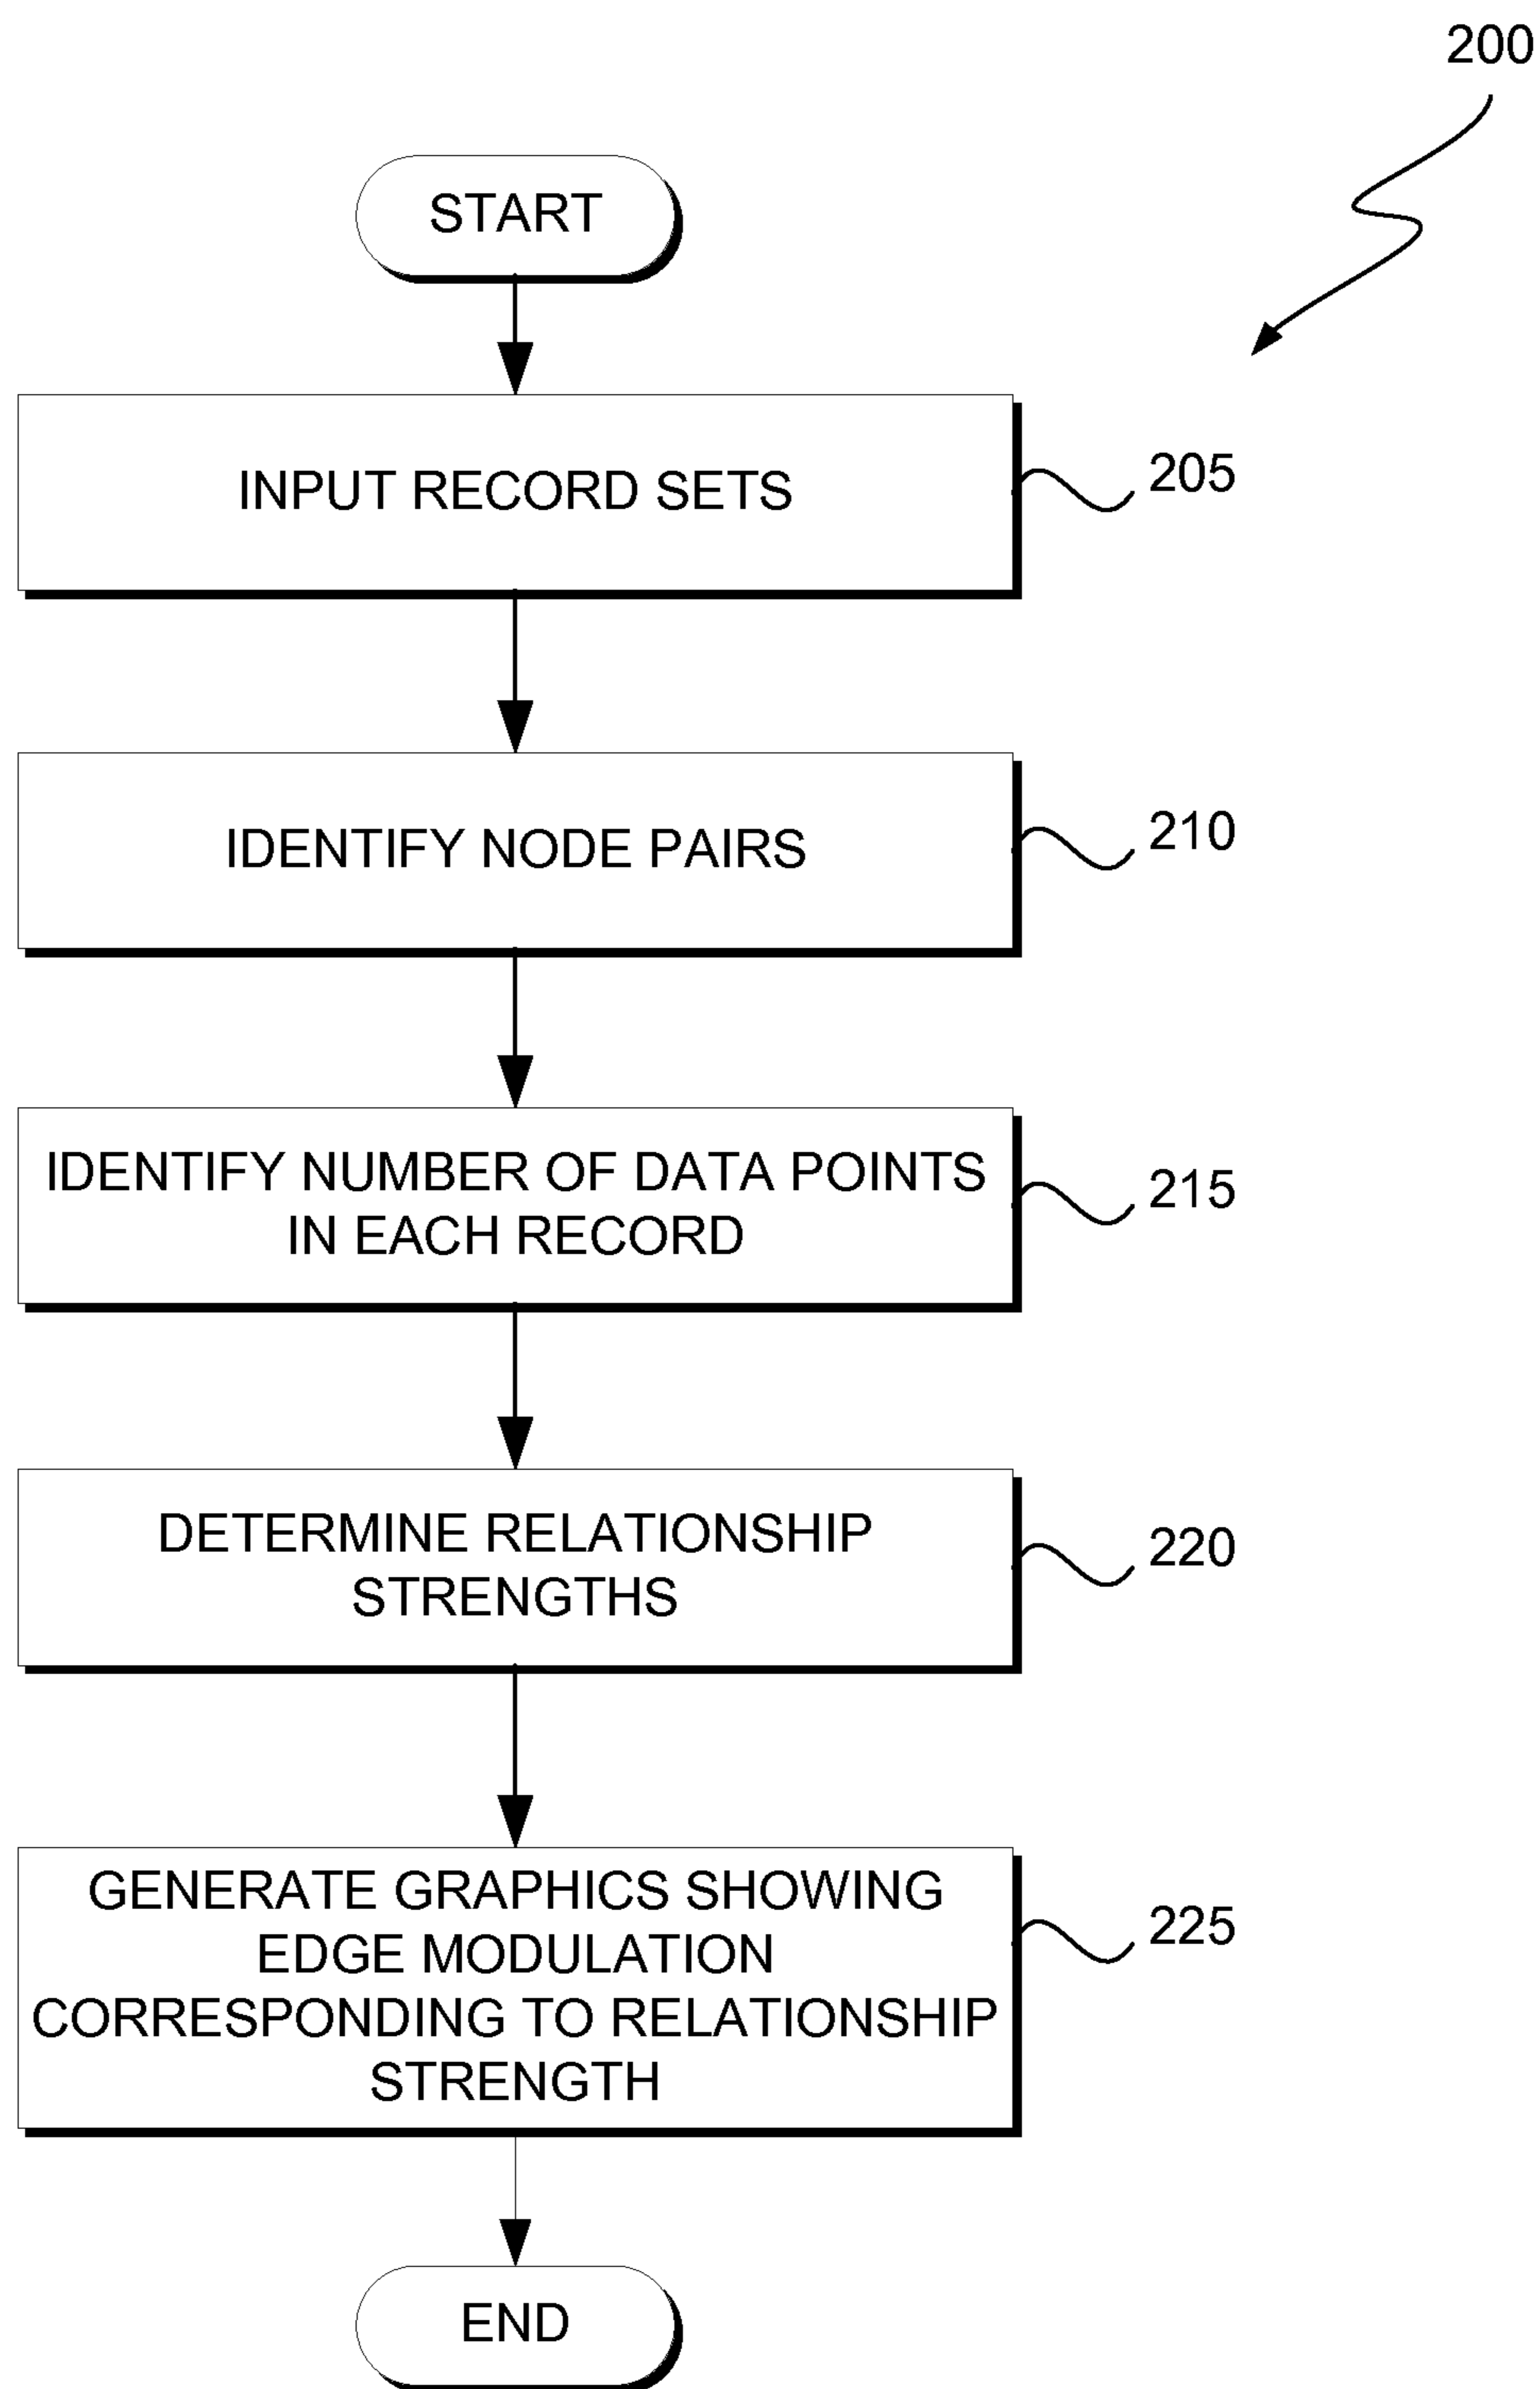 200
START
INPUT RECORD SETS
205
IDENTIFY NODE PAIRS
210
IDENTIFY NUMBER OF DATA POINTS
IN EACH RECORD
215
DETERMINE RELATIONSHIP
STRENGTHS
220
GENERATE GRAPHICS SHOWING
EDGE MODULATION
CORRESPONDING TO RELATIONSHIP
STRENGTH
225
END